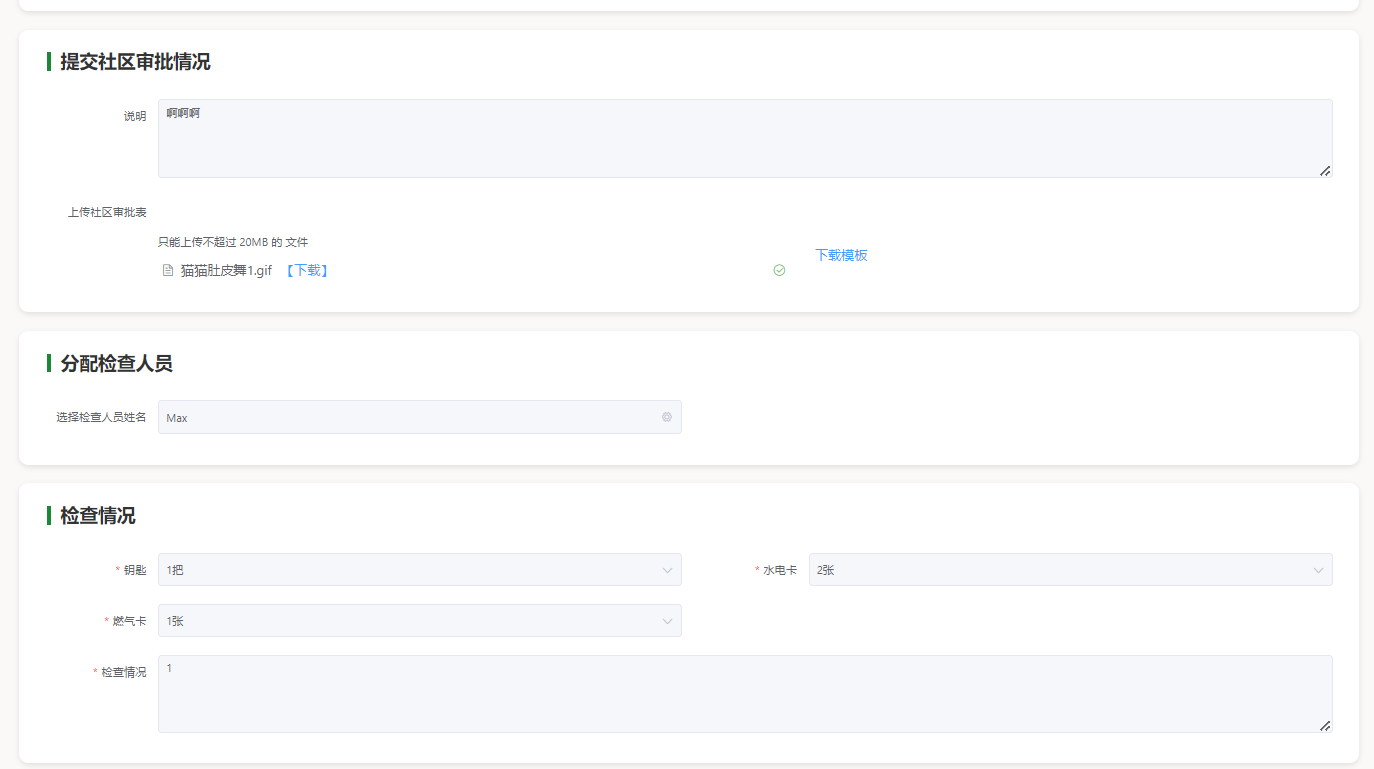 提交社区审批情况
说明
啊啊啊
上传社区审批表
只能上传不超过 20MB 的 文件
下载模板
猫猫肚皮舞1.gif 【下载】
分配检查人员
选择检查人员姓名 Max
检查情况
* 钥匙 1把 * 水电卡 2张
* 燃气卡 1张
* 检查情况 1